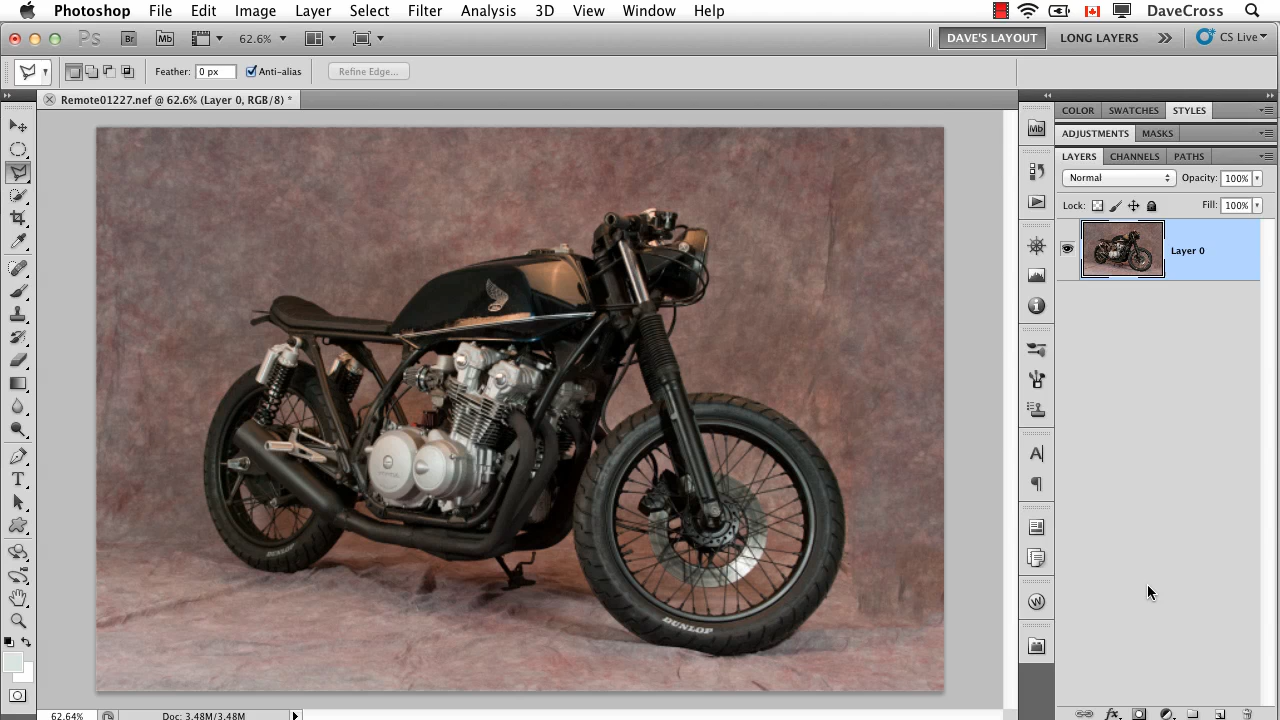 Photoshop File Edit Image Layer Select Filter Analysis 3D View Window Help DaveCross
Ps Br Mb 62.6% DAVE'S LAYOUT LONG LAYERS CS Live
Feather: 0 px Anti-alias Refine Edge...
Remote01227.nef @ 62.6% (Layer 0, RGB/8) *
COLOR SWATCHES STYLES
Mb
ADJUSTMENTS MASKS
LAYERS CHANNELS PATHS
Normal Opacity: 100%
Lock: Fill: 100%
Layer 0
DUNLOP
DUNLOP
62.64% Doc: 3.48M/3.48M